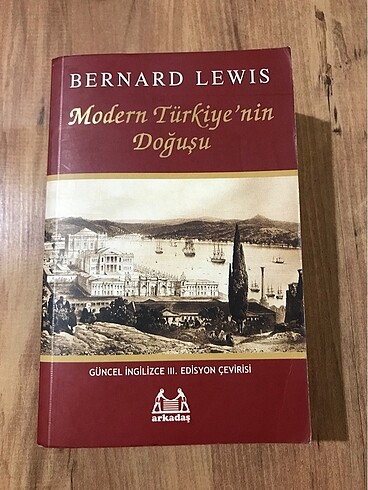 BERNARD LEWIS
Modern Türkiye'nin
Doğuşu
GÜNCEL İNGİLİZCE III. EDİSYON ÇEVİRİSİ
arkadaş